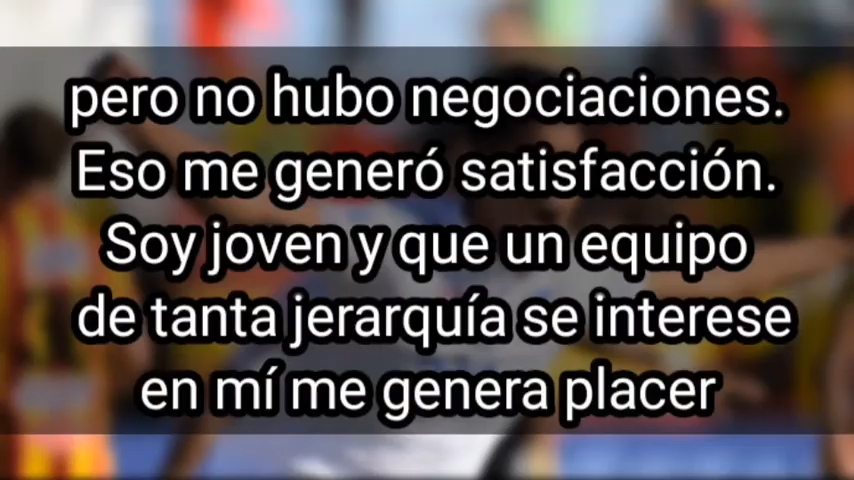 pero no hubo negociaciones.
Eso me generó satisfacción.
Soy joven y que un equipo
de tanta jerarquía se interese
en mí me genera placer